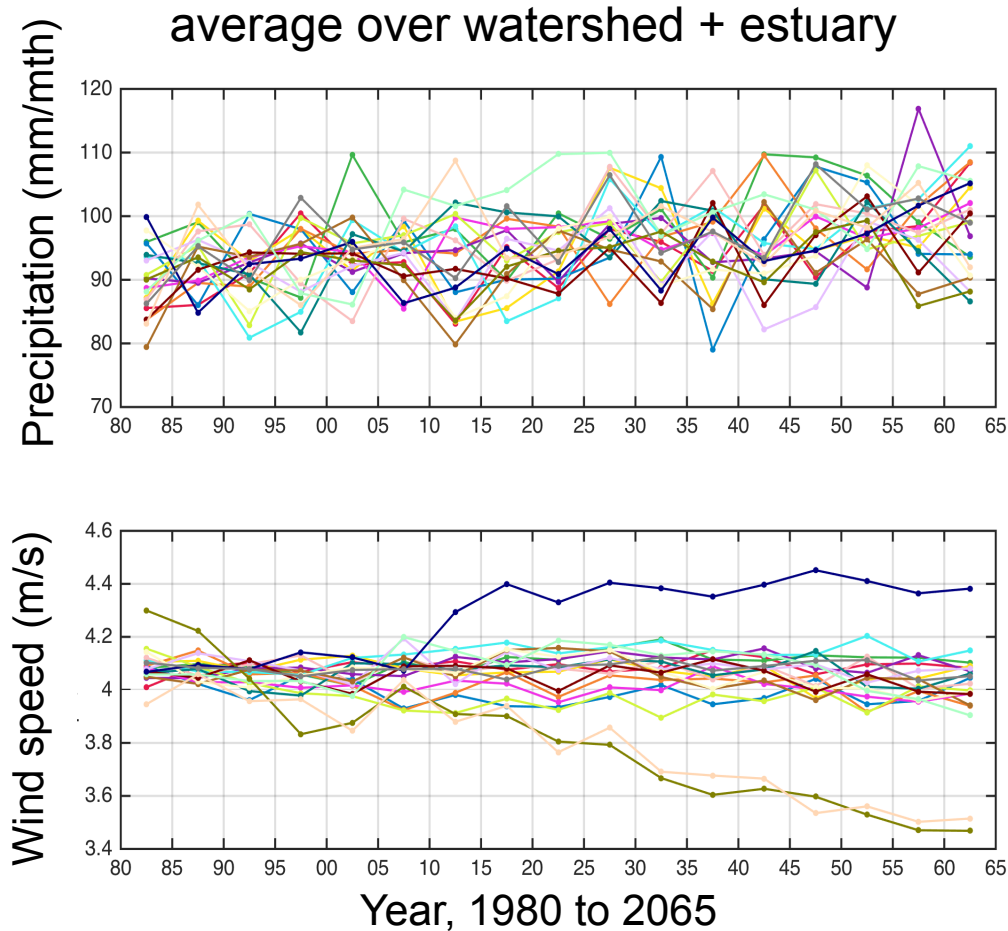 average over watershed + estuary
Precipitation (mm/mth)
120
110
100
90
80
70
80 85 90 95 00 05 10 15 20 25 30 35 40 45 50 55 60 65
Wind speed (m/s)
4.6
4.4
4.2
4
3.8
3.6
3.4
80 85 90 95 00 05 10 15 20 25 30 35 40 45 50 55 60 65
Year, 1980 to 2065